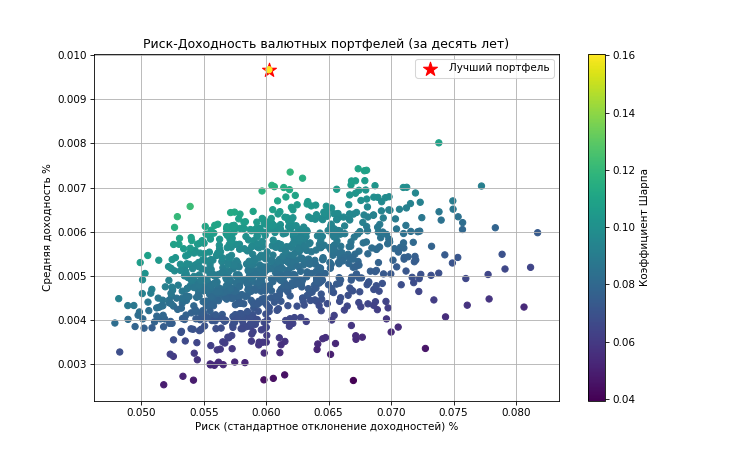 Риск-Доходность валютных портфелей (за десять лет)
Лучший портфель
0.010
0.009
0.008
0.007
0.006
0.005
0.004
0.003
Средняя доходность %
0.050 0.055 0.060 0.065 0.070 0.075 0.080
Риск (стандартное отклонение доходностей) %
0.16
0.14
0.12
0.10
0.08
0.06
0.04
Коэффициент Шарпа